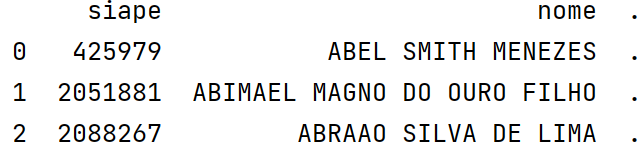 siape nome .
0 425979 ABEL SMITH MENEZES .
1 2051881 ABIMAEL MAGNO DO OURO FILHO .
2 2088267 ABRAAO SILVA DE LIMA .